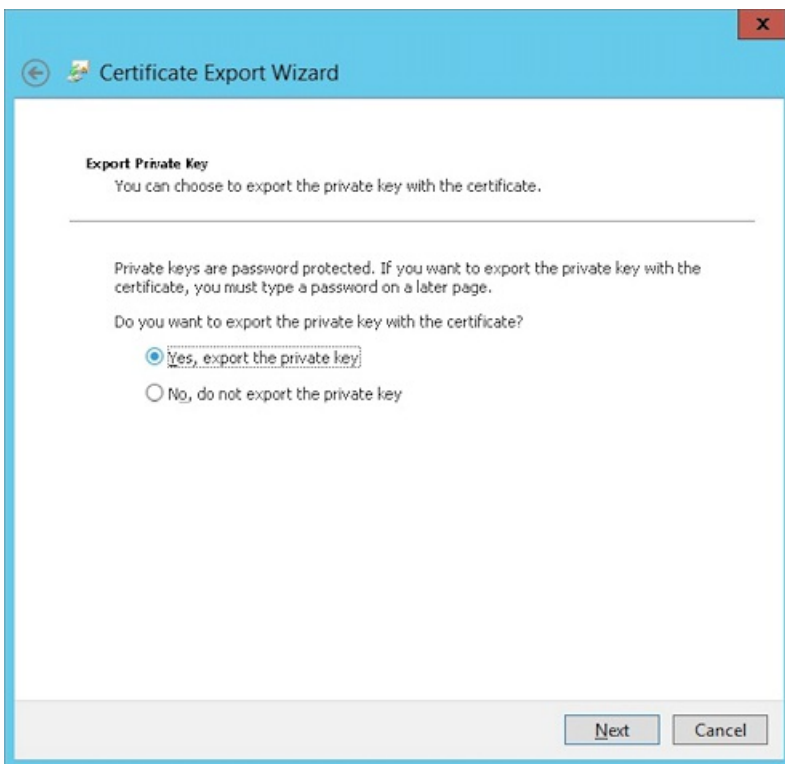 x
Certificate Export Wizard
Export Private Key
You can choose to export the private key with the certificate.
Private keys are password protected. If you want to export the private key with the
certificate, you must type a password on a later page.
Do you want to export the private key with the certificate?
Yes, export the private key
No, do not export the private key
Next Cancel